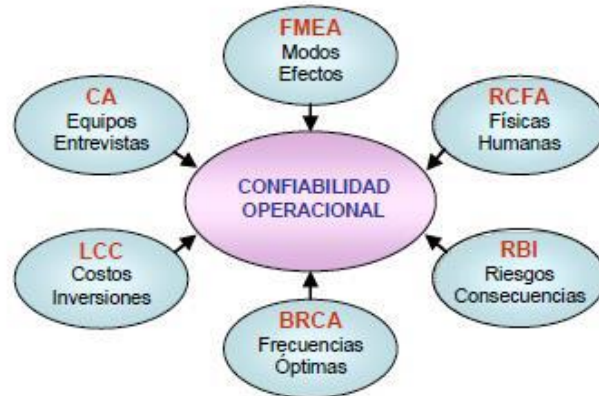 FMEA
Modos
Efectos
CA
Equipos
Entrevistas
RCFA
Físicas
Humanas
CONFIABILIDAD
OPERACIONAL
LCC
Costos
Inversiones
RBI
Riesgos
Consecuencias
BRCA
Frecuencias
Óptimas